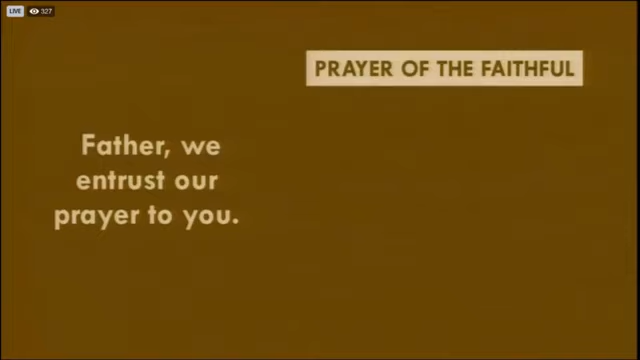 LIVE 327
PRAYER OF THE FAITHFUL
Father, we
entrust our
prayer to you.